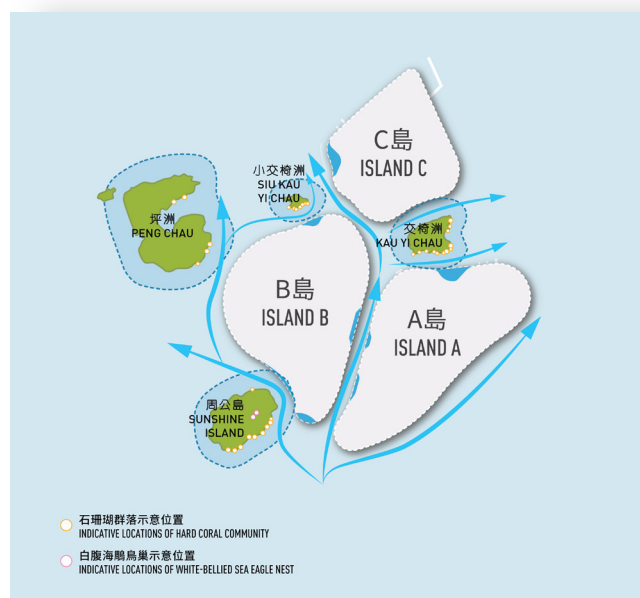 C島
ISLAND C
小交椅洲
SIU KAU
YI CHAU
坪洲
PENG CHAU
交椅洲
KAU YI CHAU
B島
ISLAND B
A島
ISLAND A
周公島
SUNSHINE
ISLAND
石珊瑚群落示意位置
INDICATIVE LOCATIONS OF HARD CORAL COMMUNITY
白腹海鵰鳥巢示意位置
INDICATIVE LOCATIONS OF WHITE-BELLIED SEA EAGLE NEST